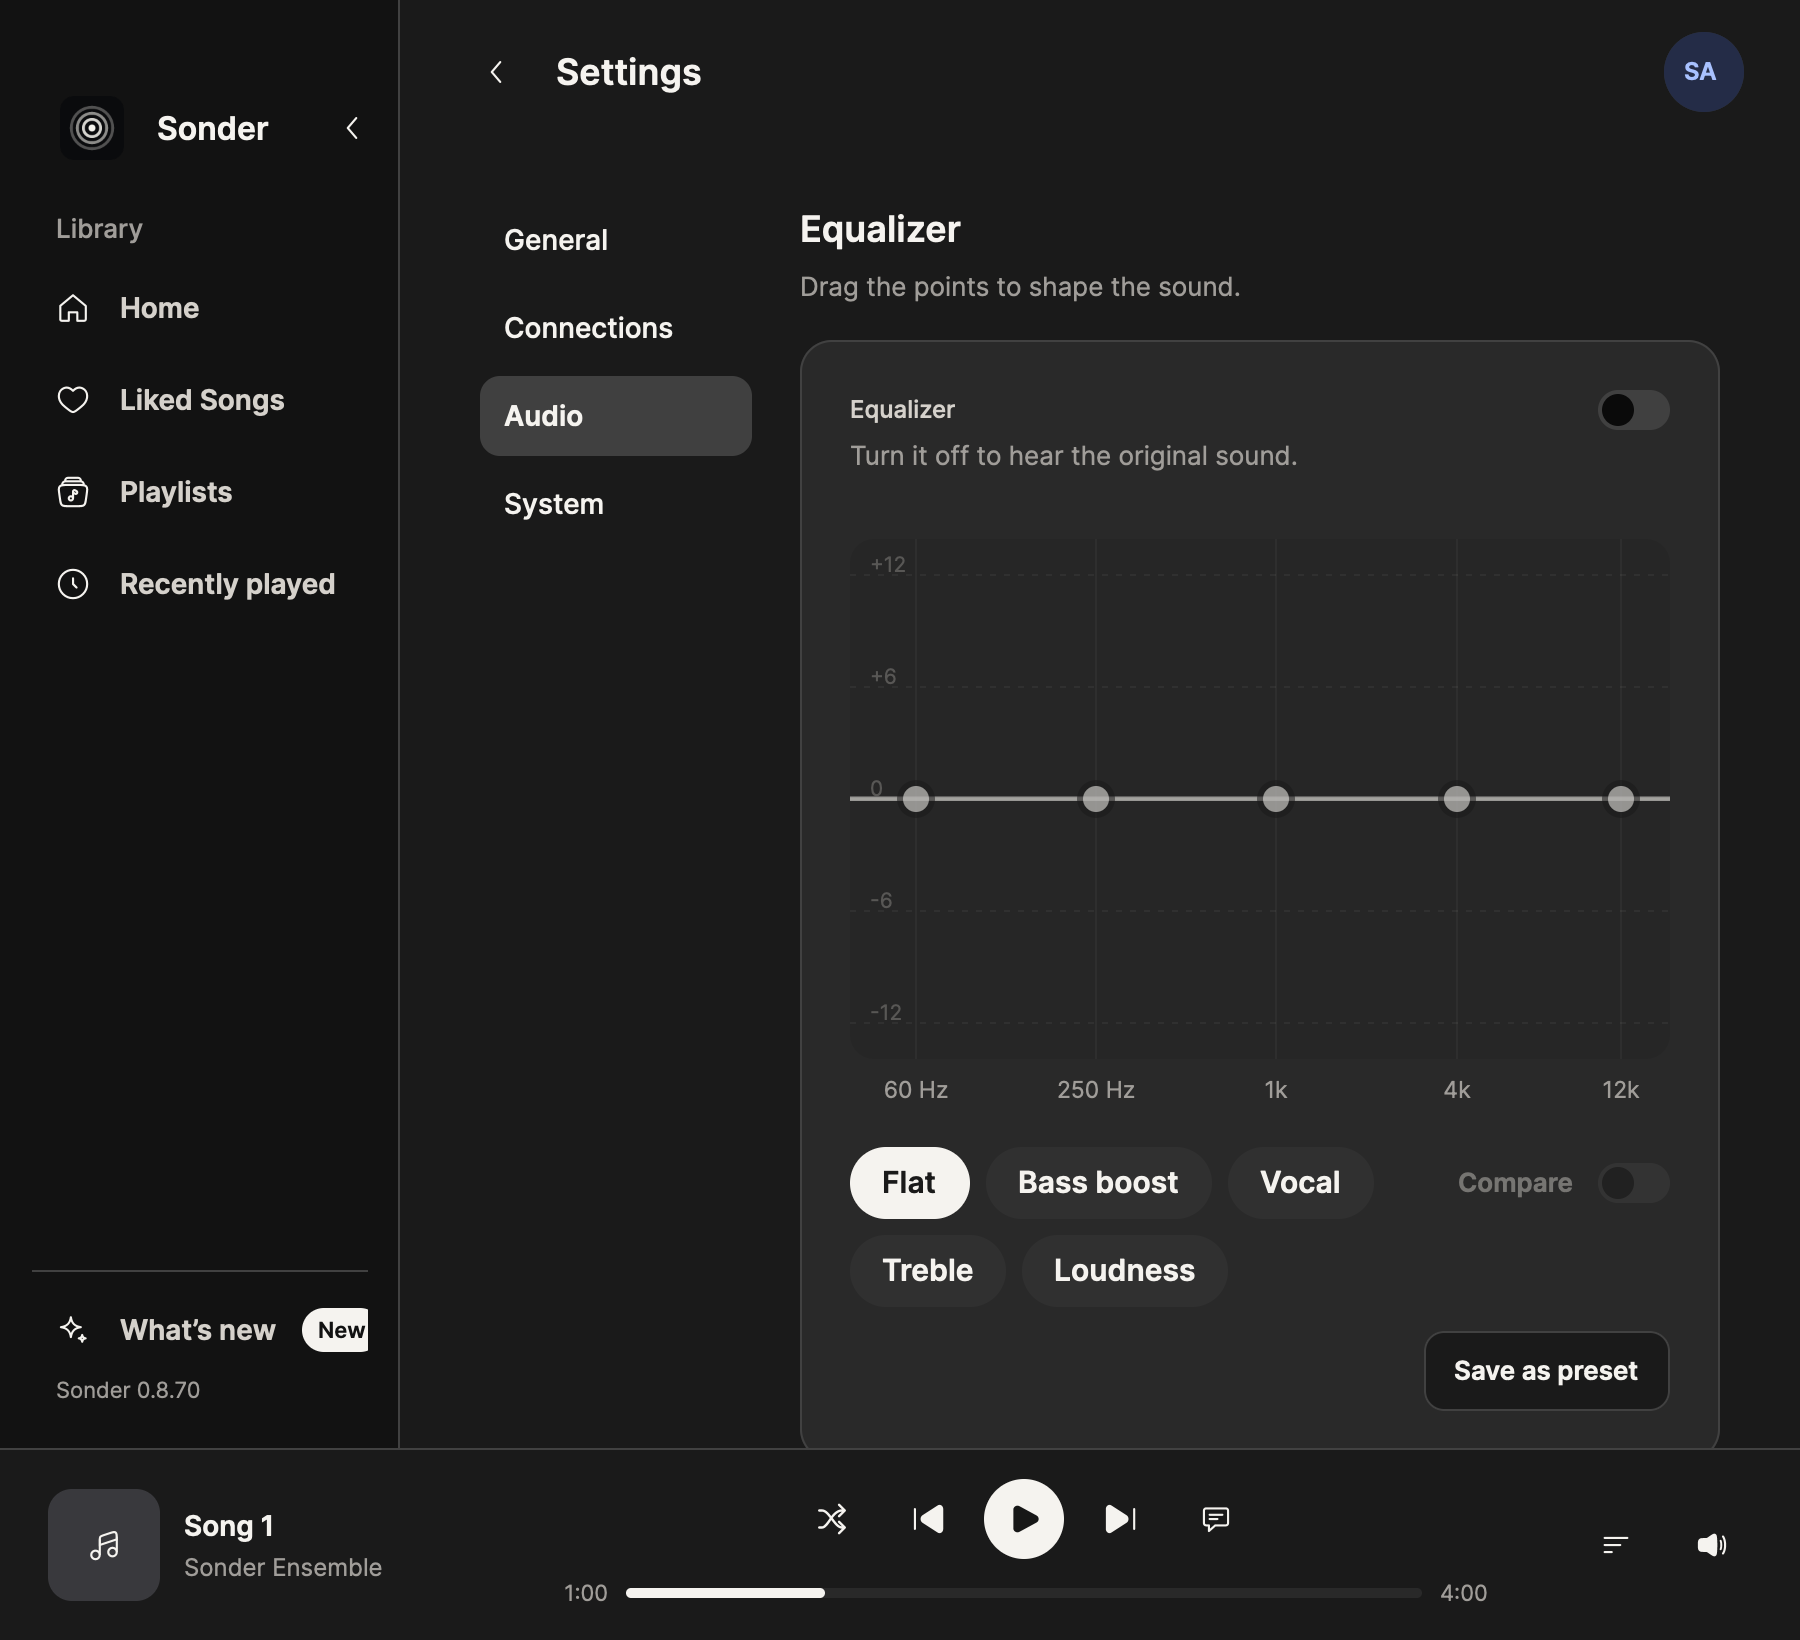 Sonder
Library
Home
Liked Songs
Playlists
Recently played
What’s new
New
Sonder 0.8.70
Settings
SA
General
Connections
Audio
System
Equalizer
Drag the points to shape the sound.
Equalizer
Turn it off to hear the original sound.
+12
+6
0
-6
-12
60 Hz 250 Hz 1k 4k 12k
Flat Bass boost Vocal Compare
Treble Loudness
Save as preset
Song 1
Sonder Ensemble
1:00 4:00